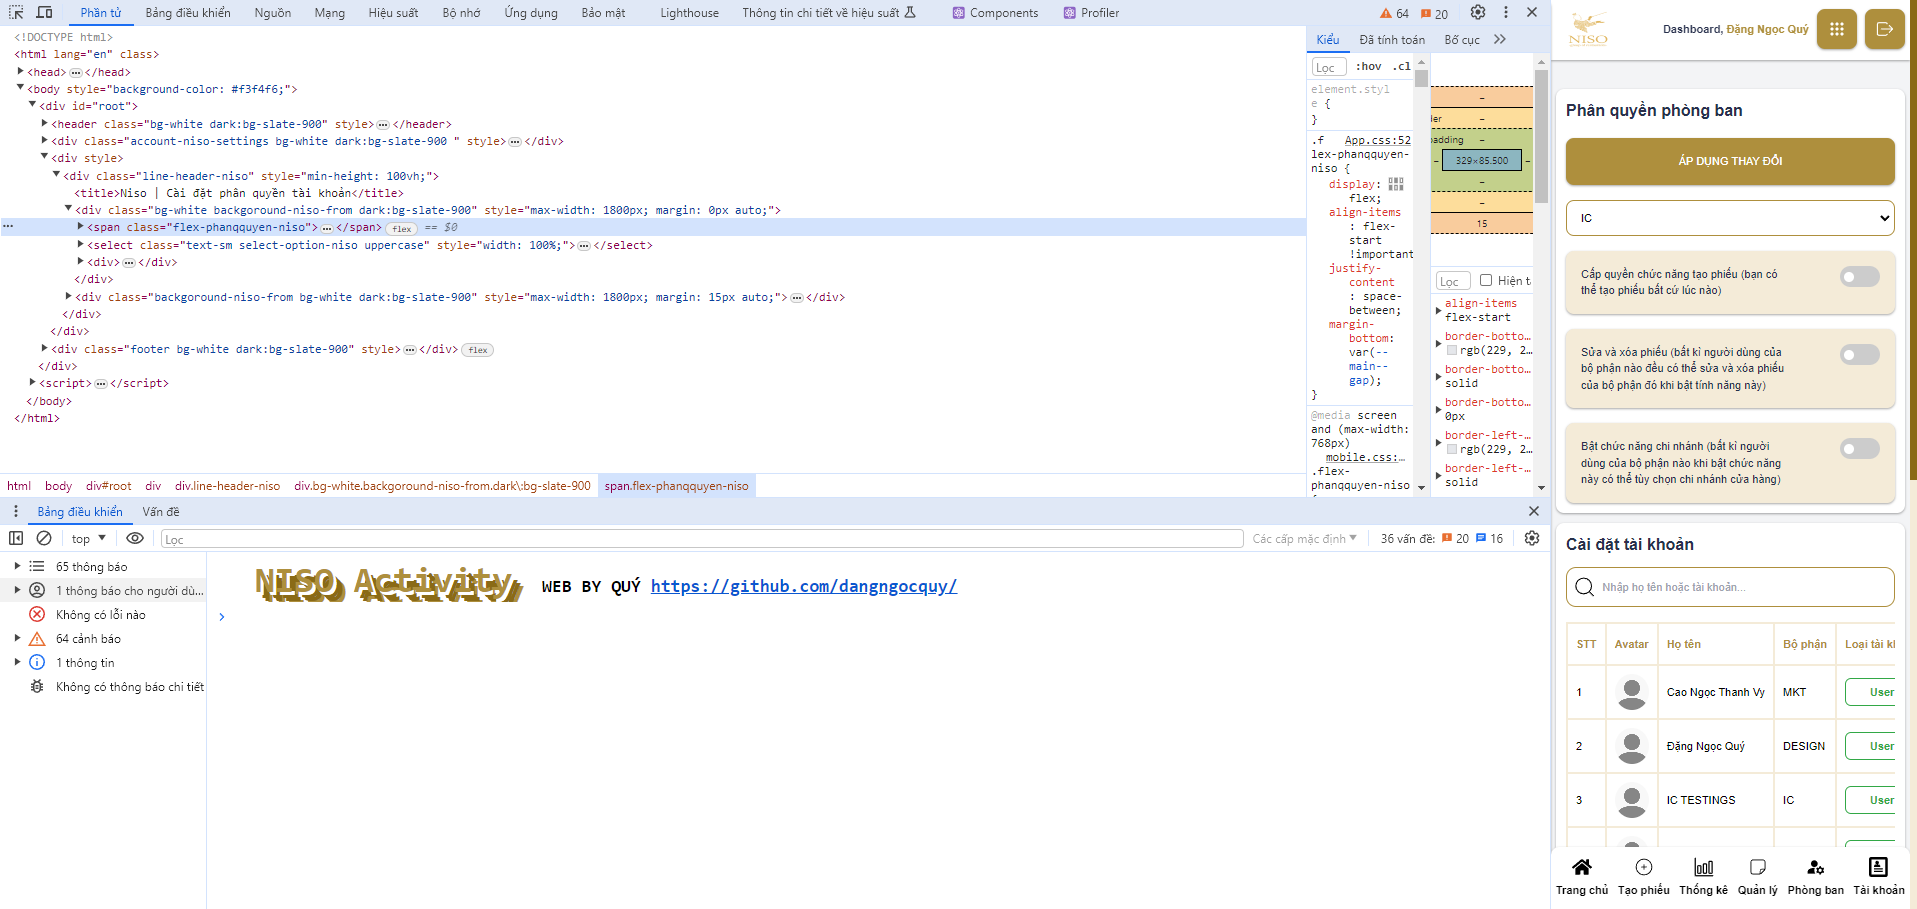 Phần tử Bảng điều khiển Nguồn Mạng Hiệu suất Bộ nhớ Ứng dụng Bảo mật Lighthouse Thông tin chi tiết về hiệu suất Components Profiler 64 20
<!DOCTYPE html>
<html lang="en" class>
<head> … </head>
<body style="background-color: #f3f4f6;">
<div id="root">
<header class="bg-white dark:bg-slate-900" style> … </header>
<div class="account-niso-settings bg-white dark:bg-slate-900 " style> … </div>
<div style>
<div class="line-header-niso" style="min-height: 100vh;">
<title>Niso | Cài đặt phân quyền tài khoản</title>
<div class="bg-white backgoround-niso-from dark:bg-slate-900" style="max-width: 1800px; margin: 0px auto;">
… <span class="flex-phanqquyen-niso"> … </span> flex == $0
<select class="text-sm select-option-niso uppercase" style="width: 100%;"> … </select>
<div> … </div>
</div>
<div class="backgoround-niso-from bg-white dark:bg-slate-900" style="max-width: 1800px; margin: 15px auto;"> … </div>
</div>
</div>
<div class="footer bg-white dark:bg-slate-900" style> … </div> flex
</div>
<script> … </script>
</body>
</html>
html body div#root div div.line-header-niso div.bg-white.backgoround-niso-from.dark\:bg-slate-900 span.flex-phanqquyen-niso
Kiểu Đã tính toán Bố cục
Lọc :hov .cl
element.styl
e {
}
.f App.css:52
lex-phanqquyen-
niso {
display:
flex;
align-items
: flex-
start
!important
justify-
content
: space-
between;
margin-
bottom:
var(--
main--
gap);
}
@media screen
and (max-width:
768px)
mobile.css:…
.flex-
phanqquyen-niso
–
der –
padding –
– 329×85.500 –
–
–
15
Lọc Hiện t
align-items
flex-start
border-botto…
rgb(229, 2…
border-botto…
solid
border-botto…
0px
border-left-…
rgb(229, 2…
border-left-…
solid
Bảng điều khiển Vấn đề
top Lọc Các cấp mặc định 36 vấn đề: 20 16
65 thông báo
1 thông báo cho người dù...
Không có lỗi nào
64 cảnh báo
1 thông tin
Không có thông báo chi tiết
NISO Activity WEB BY QUÝ https://github.com/dangngocquy/
NISO
Dashboard, Đặng Ngọc Quý
Phân quyền phòng ban
ÁP DỤNG THAY ĐỔI
IC
Cấp quyền chức năng tạo phiếu (bạn có
thể tạo phiếu bất cứ lúc nào)
Sửa và xóa phiếu (bất kì người dùng của
bộ phận nào đều có thể sửa và xóa phiếu
của bộ phận đó khi bật tính năng này)
Bật chức năng chi nhánh (bất kì người
dùng của bộ phận nào khi bật chức năng
này có thể tùy chọn chi nhánh cửa hàng)
Cài đặt tài khoản
Nhập họ tên hoặc tài khoản...
STT Avatar Họ tên Bộ phận Loại tài kh
1 Cao Ngọc Thanh Vy MKT User
2 Đặng Ngọc Quý DESIGN User
3 IC TESTINGS IC User
Trang chủ Tạo phiếu Thống kê Quản lý Phòng ban Tài khoản